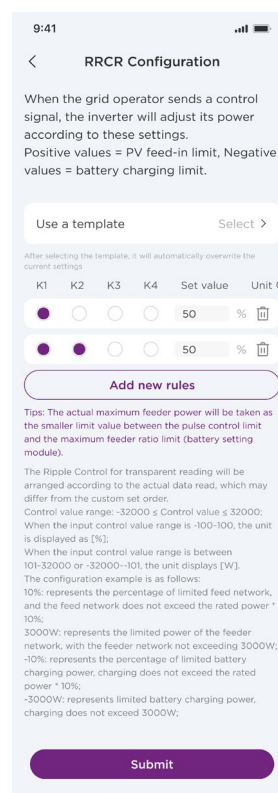 9:41
RRCR Configuration
When the grid operator sends a control
signal, the inverter will adjust its power
according to these settings.
Positive values = PV feed-in limit, Negative
values = battery charging limit.
Use a template Select >
After selecting the template, it will automatically overwrite the
current settings
K1 K2 K3 K4 Set value Unit
50 %
50 %
Add new rules
Tips: The actual maximum feeder power will be taken as
the smaller limit value between the pulse control limit
and the maximum feeder ratio limit (battery setting
module).
The Ripple Control for transparent reading will be
arranged according to the actual data read, which may
differ from the custom set order.
Control value range: -32000 ≤ Control value ≤ 32000;
When the input control value range is -100-100, the unit
is displayed as [%];
When the input control value range is between
101-32000 or -32000--101, the unit displays [W].
The configuration example is as follows:
10%: represents the percentage of limited feed network,
and the feed network does not exceed the rated power *
10%;
3000W: represents the limited power of the feeder
network, with the feeder network not exceeding 3000W;
-10%: represents the percentage of limited battery
charging power, charging does not exceed the rated
power * 10%;
-3000W: represents limited battery charging power,
charging does not exceed 3000W;
Submit